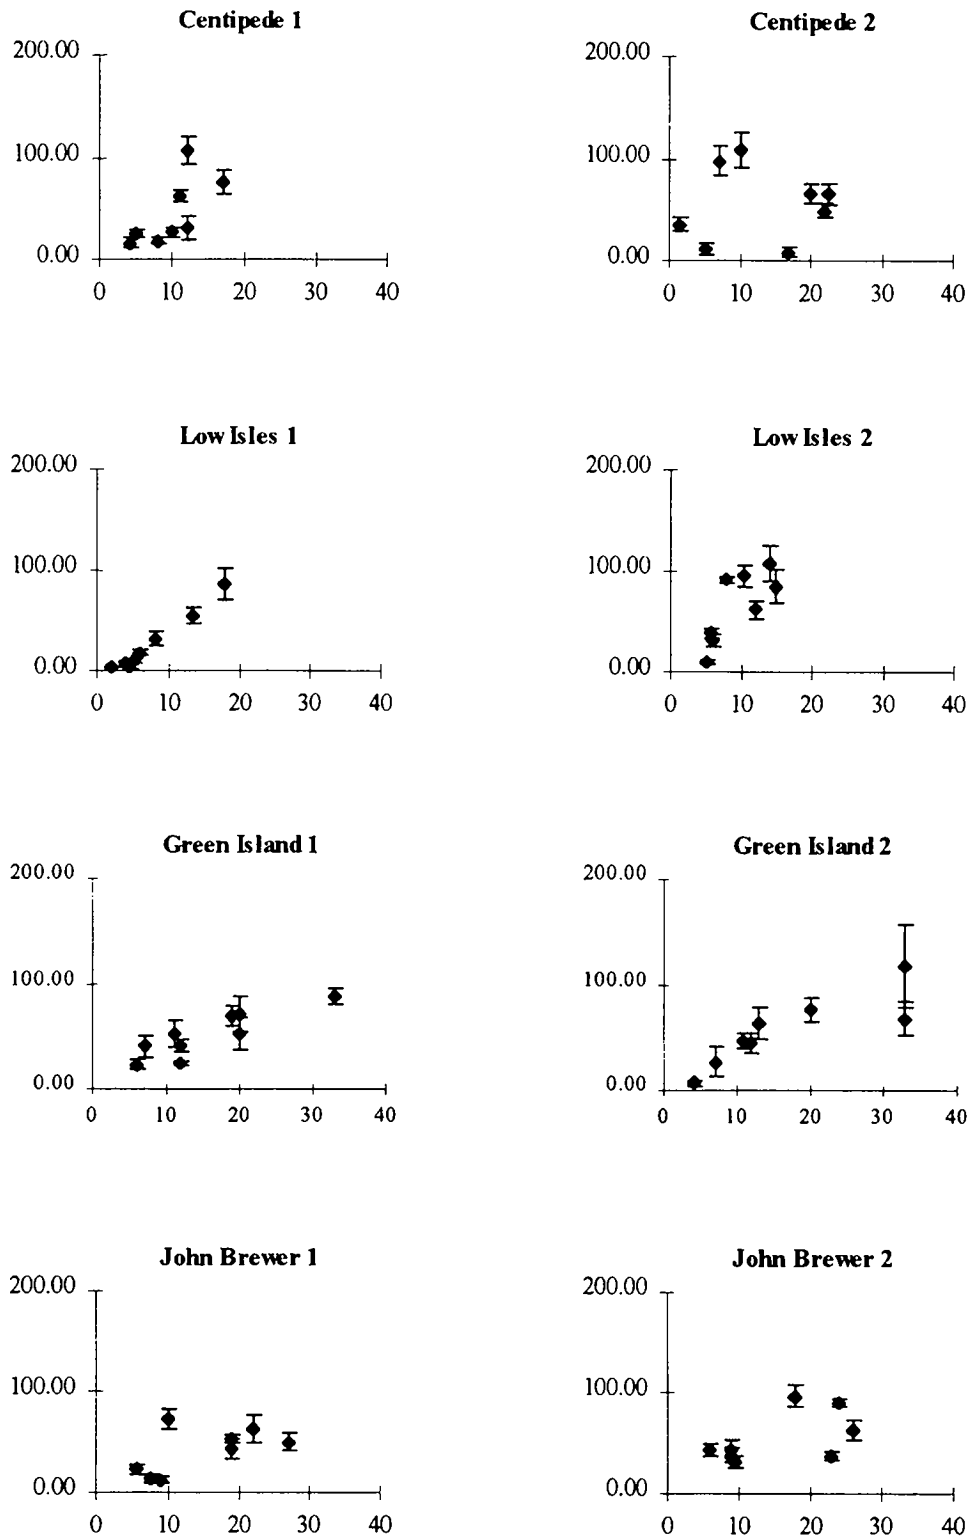 Centipede 1
200.00
100.00
0.00
0 10 20 30 40
Centipede 2
200.00
100.00
0.00
0 10 20 30 40
Low Isles 1
200.00
100.00
0.00
0 10 20 30 40
Low Isles 2
200.00
100.00
0.00
0 10 20 30 40
Green Island 1
200.00
100.00
0.00
0 10 20 30 40
Green Island 2
200.00
100.00
0.00
0 10 20 30 40
John Brewer 1
200.00
100.00
0.00
0 10 20 30 40
John Brewer 2
200.00
100.00
0.00
0 10 20 30 40